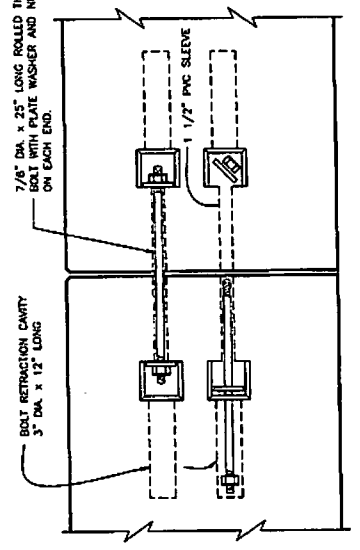 7/8" DIA. x 25" LONG ROLLED
BOLT WITH PLATE WASHER AND
ON EACH END.
1 1/2" PVC SLEEVE
BOLT RETRACTION CAVITY
3" DIA. x 12" LONG